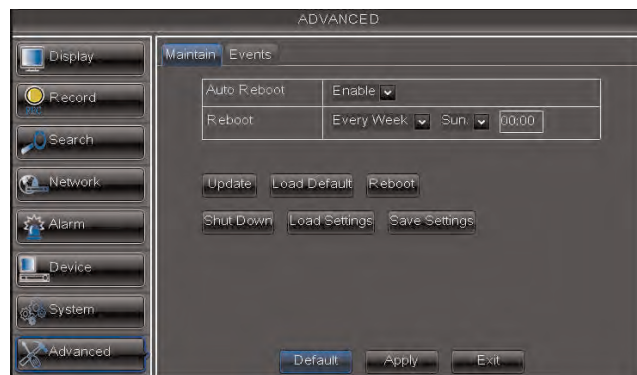 ADVANCED
Display
Record
Search
Network
Alarm
Device
System
Advanced
Maintain Events
Auto Reboot Enable
Reboot Every Week Sun. 00:00
Update Load Default Reboot
Shut Down Load Settings Save Settings
Default Apply Exit